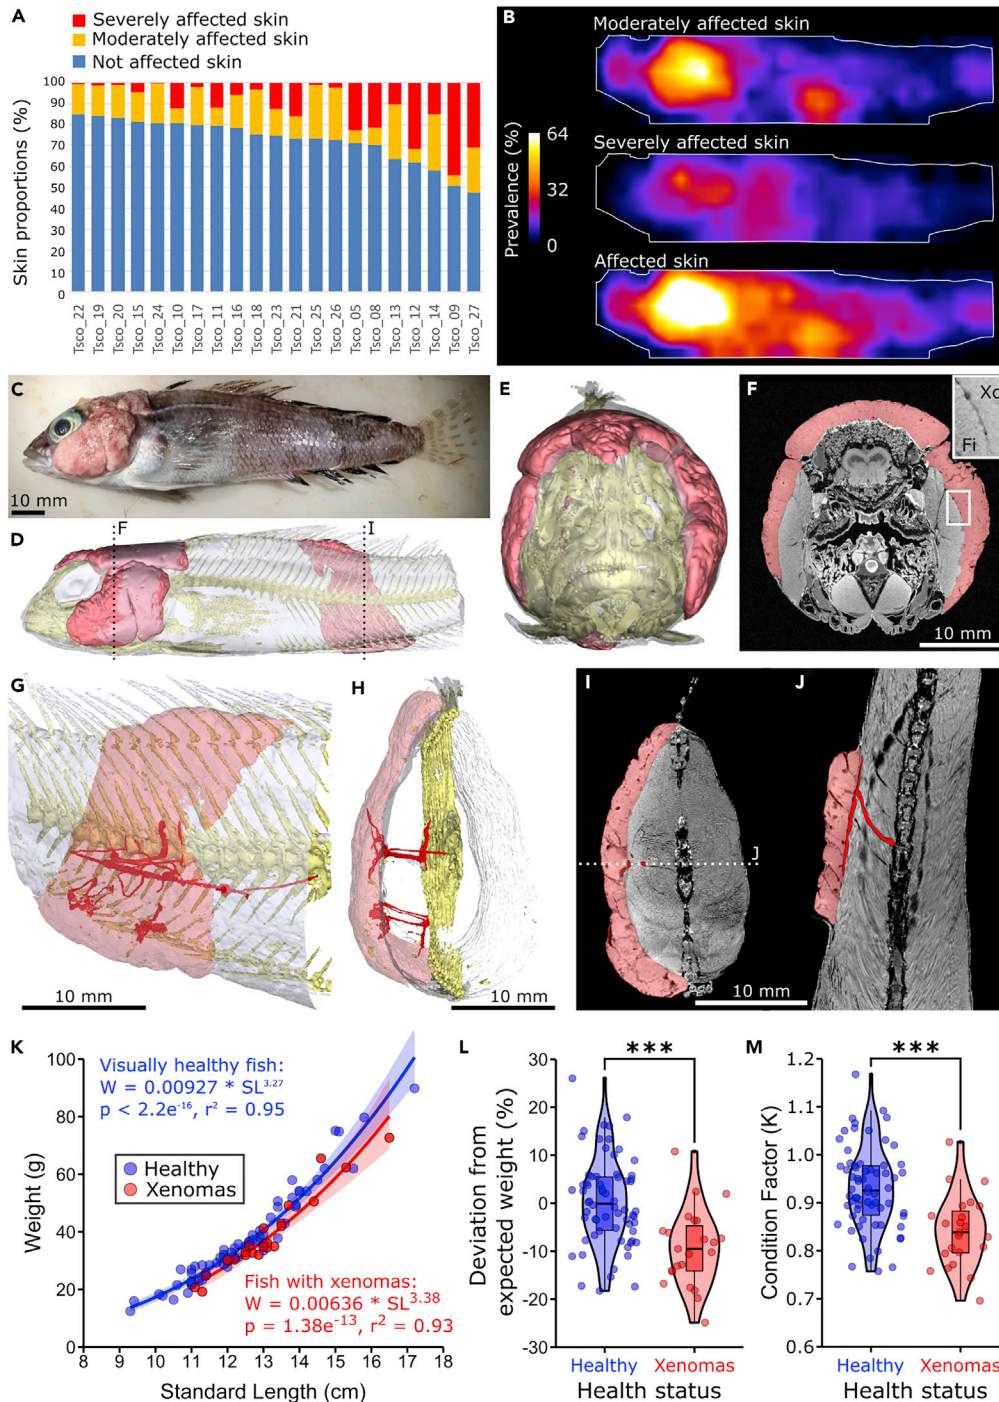 A
Severely affected skin
Moderately affected skin
Not affected skin
Skin proportions (%)
100
90
80
70
60
50
40
30
20
10
0
Tsco_22
Tsco_19
Tsco_20
Tsco_15
Tsco_24
Tsco_10
Tsco_17
Tsco_11
Tsco_16
Tsco_18
Tsco_23
Tsco_21
Tsco_25
Tsco_26
Tsco_05
Tsco_08
Tsco_13
Tsco_12
Tsco_14
Tsco_09
Tsco_27
B
Moderately affected skin
Severely affected skin
Affected skin
Prevalence (%)
64
32
0
C
10 mm
D
F
I
E
F
Xc
Fi
10 mm
G
10 mm
H
10 mm
I
J
10 mm
J
K
Visually healthy fish:
W = 0.00927 * SL³·²⁷
p < 2.2e⁻¹⁶, r² = 0.95
Healthy
Xenomas
Fish with xenomas:
W = 0.00636 * SL³·³⁸
p = 1.38e⁻¹³, r² = 0.93
Weight (g)
100
80
60
40
20
0
8 9 10 11 12 13 14 15 16 17 18
Standard Length (cm)
L
***
Deviation from
expected weight (%)
30
20
10
0
-10
-20
-30
Healthy Xenomas
Health status
M
***
Condition Factor (K)
1.2
1.1
1.0
0.9
0.8
0.7
0.6
Healthy Xenomas
Health status